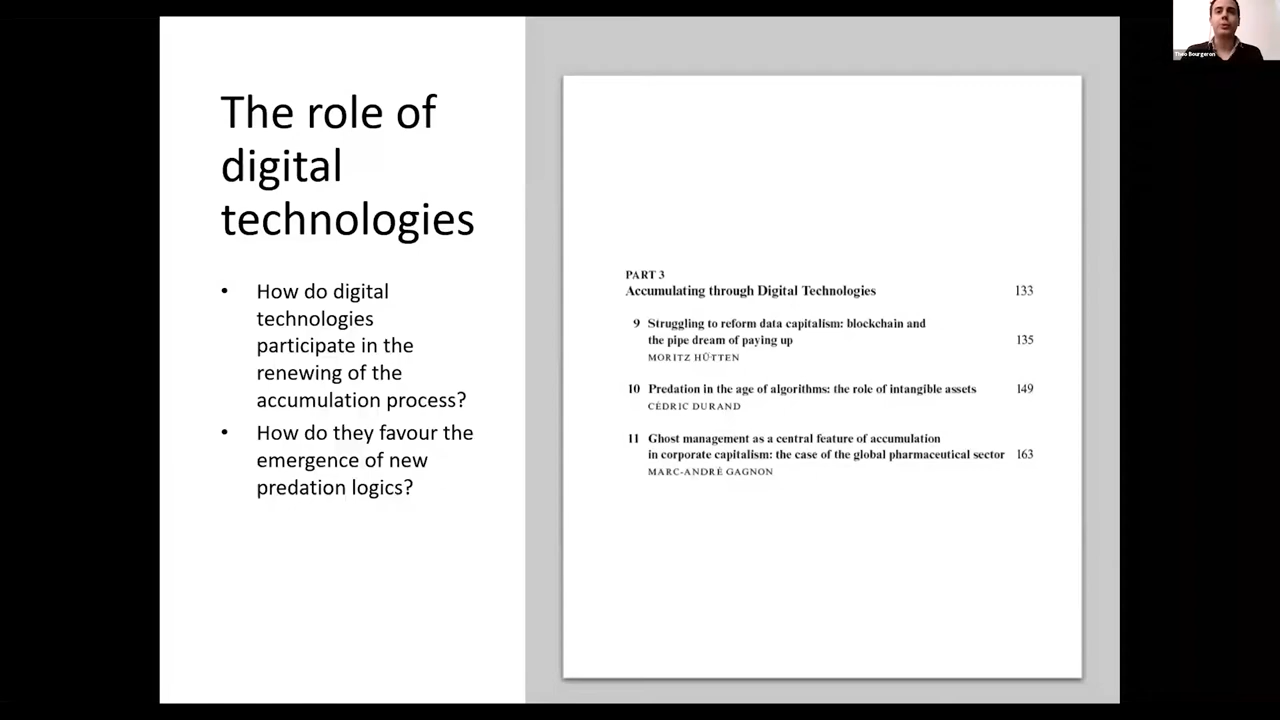 The role of
digital
technologies
• How do digital
technologies
participate in the
renewing of the
accumulation process?
• How do they favour the
emergence of new
predation logics?
PART 3
Accumulating through Digital Technologies 133
9 Struggling to reform data capitalism: blockchain and
the pipe dream of paying up 135
MORITZ HÜTTEN
10 Predation in the age of algorithms: the role of intangible assets 149
CÉDRIC DURAND
11 Ghost management as a central feature of accumulation
in corporate capitalism: the case of the global pharmaceutical sector 163
MARC-ANDRÉ GAGNON
Théo Bourgeron